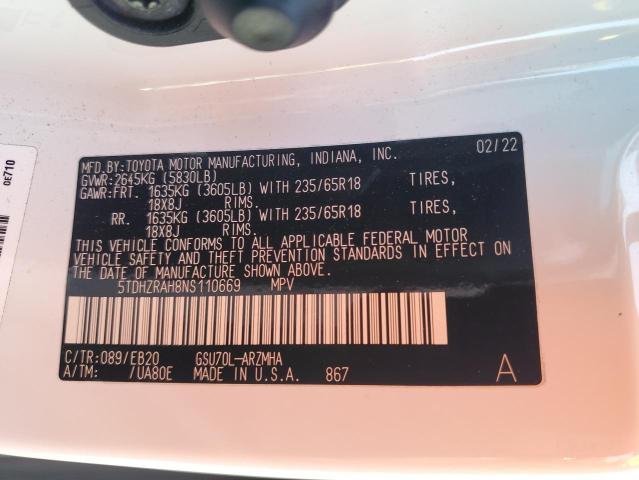 0E710
MFD.BY:TOYOTA MOTOR MANUFACTURING, INDIANA, INC. 02/22
GVWR:2645KG (5830LB)
GAWR:FRT. 1635KG (3605LB) WITH 235/65R18 TIRES,
18X8J RIMS.
RR. 1635KG (3605LB) WITH 235/65R18 TIRES,
18X8J RIMS.
THIS VEHICLE CONFORMS TO ALL APPLICABLE FEDERAL MOTOR
VEHICLE SAFETY AND THEFT PREVENTION STANDARDS IN EFFECT
ON THE DATE OF MANUFACTURE SHOWN ABOVE.
5TDHZRAH8NS110669 MPV
C/TR:089/EB20 GSU70L-ARZMHA
A/TM: /UA80E MADE IN U.S.A. 867 A